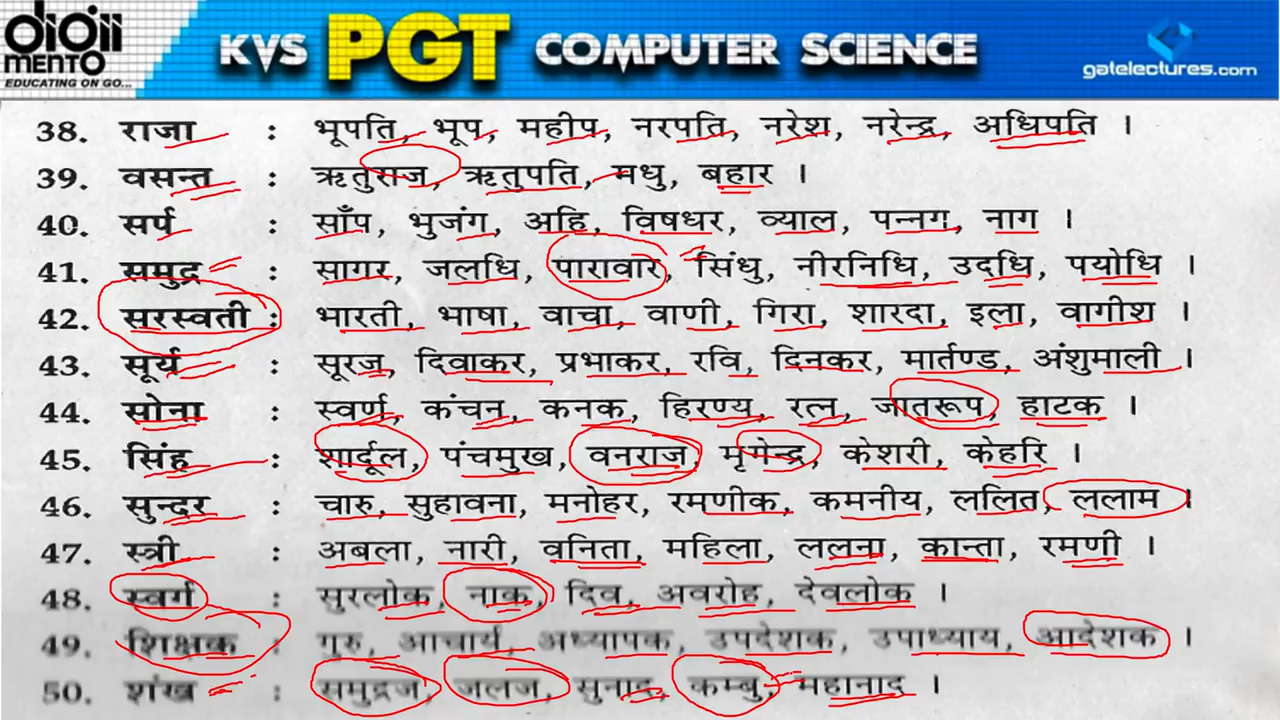 digii
MENTO
EDUCATING ON GO...
KVS PGT COMPUTER SCIENCE
gatelectures.com
38. राजा : भूपति, भूप, महीप, नरपति, नरेश, नरेन्द्र, अधिपति ।
39. वसन्त : ऋतुराज, ऋतुपति, मधु, बहार ।
40. सर्प : साँप, भुजंग, अहि, विषधर, व्याल, पन्नग, नाग ।
41. समुद्र : सागर, जलधि, पारावार, सिंधु, नीरनिधि, उदधि, पयोधि ।
42. सरस्वती : भारती, भाषा, वाचा, वाणी, गिरा, शारदा, इला, वागीश ।
43. सूर्य : सूरज, दिवाकर, प्रभाकर, रवि, दिनकर, मार्तण्ड, अंशुमाली ।
44. सोना : स्वर्ण, कंचन, कनक, हिरण्य, रत्न, जातरूप, हाटक ।
45. सिंह : शार्दूल, पंचमुख, वनराज, मृगेन्द्र, केशरी, केहरि ।
46. सुन्दर : चारु, सुहावना, मनोहर, रमणीक, कमनीय, ललित, ललाम ।
47. स्त्री : अबला, नारी, वनिता, महिला, ललना, कान्ता, रमणी ।
48. स्वर्ग : सुरलोक, नाक, दिव, अवरोह, देवलोक ।
49. शिक्षक : गुरु, आचार्य, अध्यापक, उपदेशक, उपाध्याय, आदेशक ।
50. शंख : समुद्रज, जलज, सुनाद, कम्बु, महानाद ।